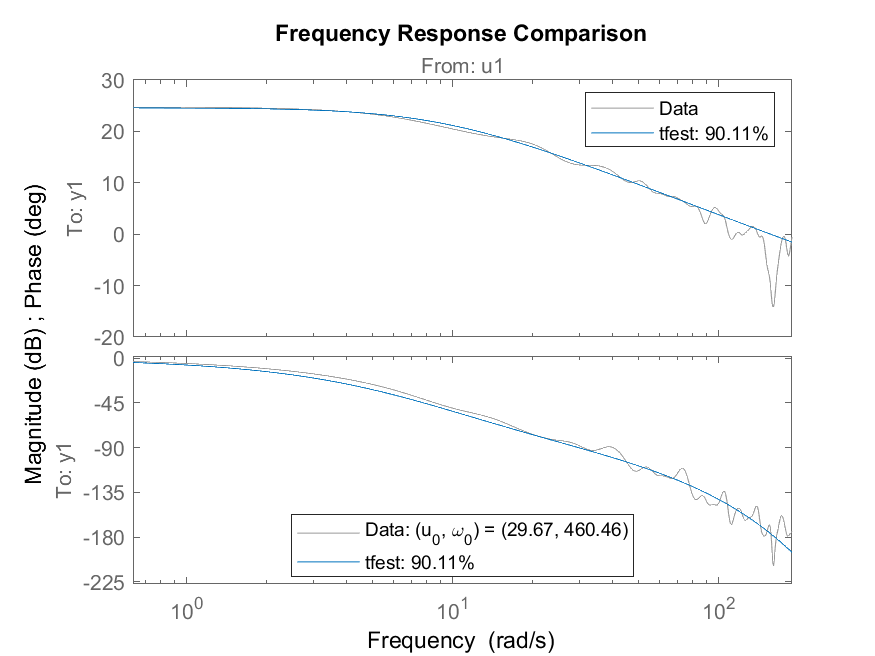 Frequency Response Comparison
From: u1
Magnitude (dB) ; Phase (deg)
To: y1
30
20
10
0
-10
-20
Data
tfest: 90.11%
To: y1
0
-45
-90
-135
-180
-225
Data: (u0, ω0) = (29.67, 460.46)
tfest: 90.11%
10^0 10^1 10^2
Frequency (rad/s)